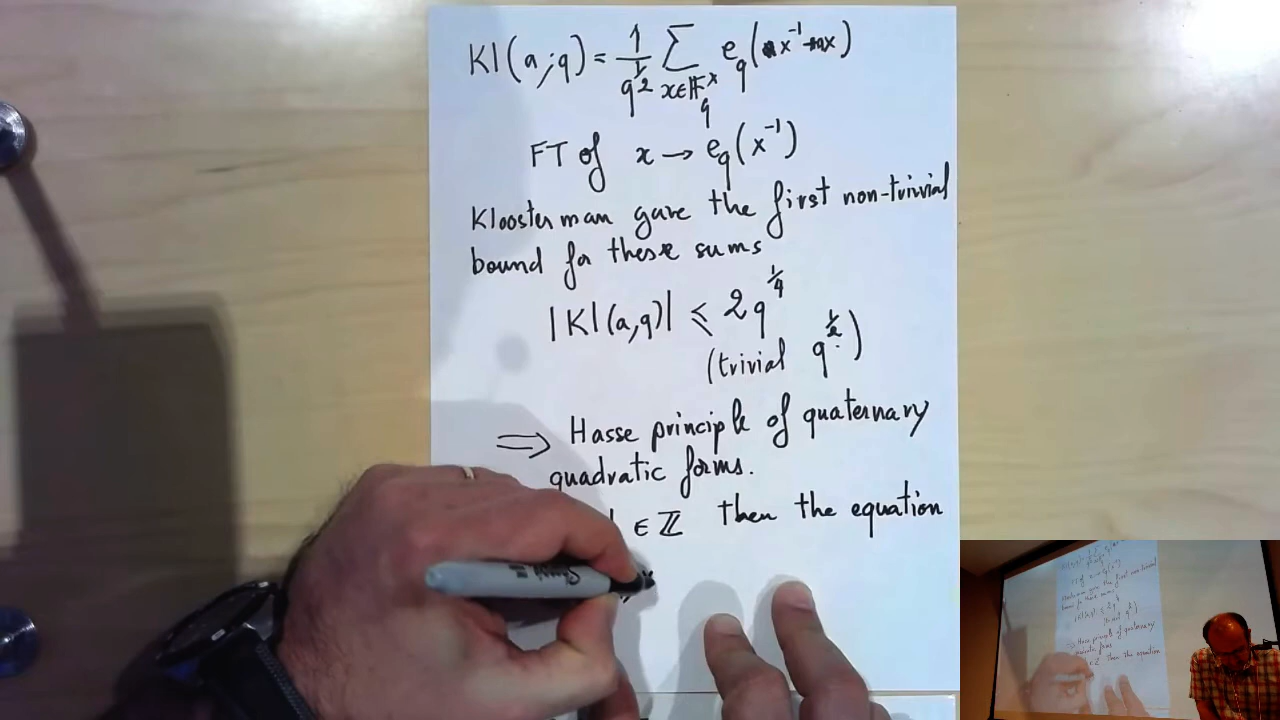 Kl(a;q) = 1/q^{1/2} Σ_{x∈F_q^×} e_q(x^{-1}+ax)
FT of x → e_q(x^{-1})
Kloosterman gave the first non-trivial
bound for these sums
|Kl(a,q)| ≤ 2q^{1/4}
(trivial q^{1/2})
⟹ Hasse principle of quaternary
quadratic forms.
∈ ℤ then the equation